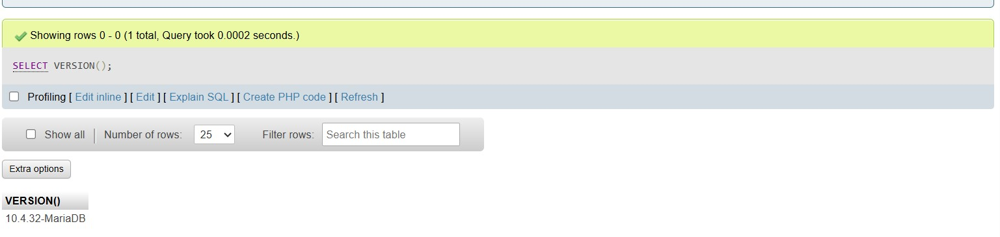 Showing rows 0 - 0 (1 total, Query took 0.0002 seconds.)
SELECT VERSION();
Profiling [ Edit inline ] [ Edit ] [ Explain SQL ] [ Create PHP code ] [ Refresh ]
Show all | Number of rows: 25 Filter rows: Search this table
Extra options
VERSION()
10.4.32-MariaDB